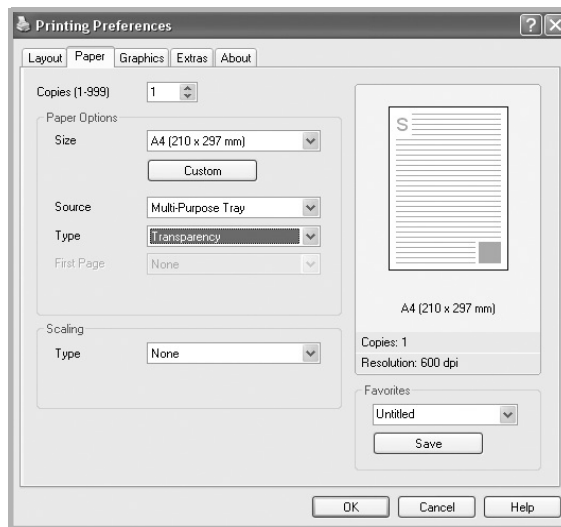 Printing Preferences
Layout Paper Graphics Extras About
Copies (1-999) 1
Paper Options
Size A4 (210 x 297 mm)
Custom
Source Multi-Purpose Tray
Type Transparency
First Page None
Scaling
Type None
S
A4 (210 x 297 mm)
Copies: 1
Resolution: 600 dpi
Favorites
Untitled
Save
OK Cancel Help